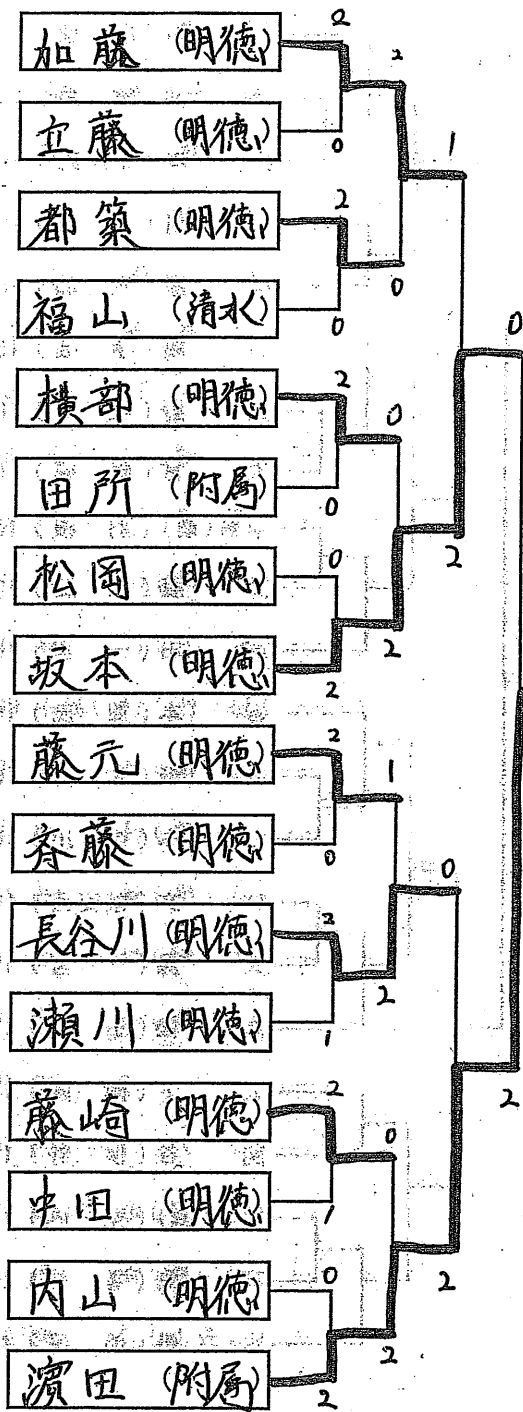 加藤 (明徳)
立藤 (明徳)
都築 (明徳)
福山 (清水)
横部 (明徳)
田所 (附属)
松岡 (明徳)
坂本 (明徳)
藤元 (明徳)
斉藤 (明徳)
長谷川 (明徳)
瀬川 (明徳)
藤崎 (明徳)
中田 (明徳)
内山 (明徳)
濵田 (附属)
2
0
2
0
2
0
0
2
2
0
2
1
2
1
0
2
2
0
0
2
1
2
0
2
1
2
0
2
0
2